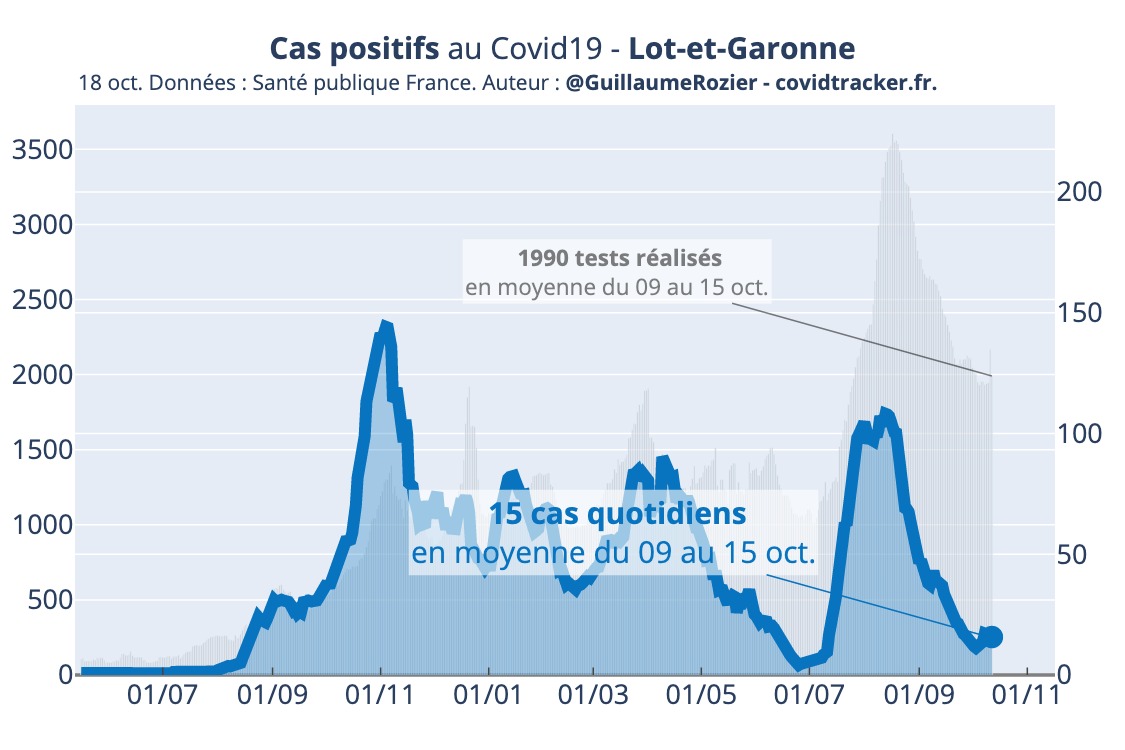 Cas positifs au Covid19 - Lot-et-Garonne
18 oct. Données : Santé publique France. Auteur : @GuillaumeRozier - covidtracker.fr.
3500
3000
2500
2000
1500
1000
500
0
200
150
100
50
0
1990 tests réalisés
en moyenne du 09 au 15 oct.
15 cas quotidiens
en moyenne du 09 au 15 oct.
01/07 01/09 01/11 01/01 01/03 01/05 01/07 01/09 01/11